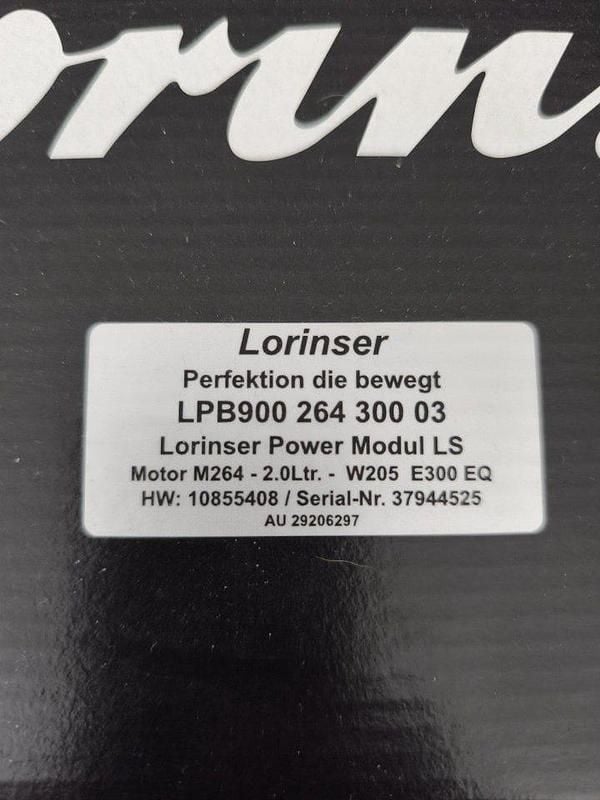 Lorinser
Perfektion die bewegt
LPB900 264 300 03
Lorinser Power Modul LS
Motor M264 - 2.0Ltr. - W205 E300 EQ
HW: 10855408 / Serial-Nr. 37944525
AU 29206297